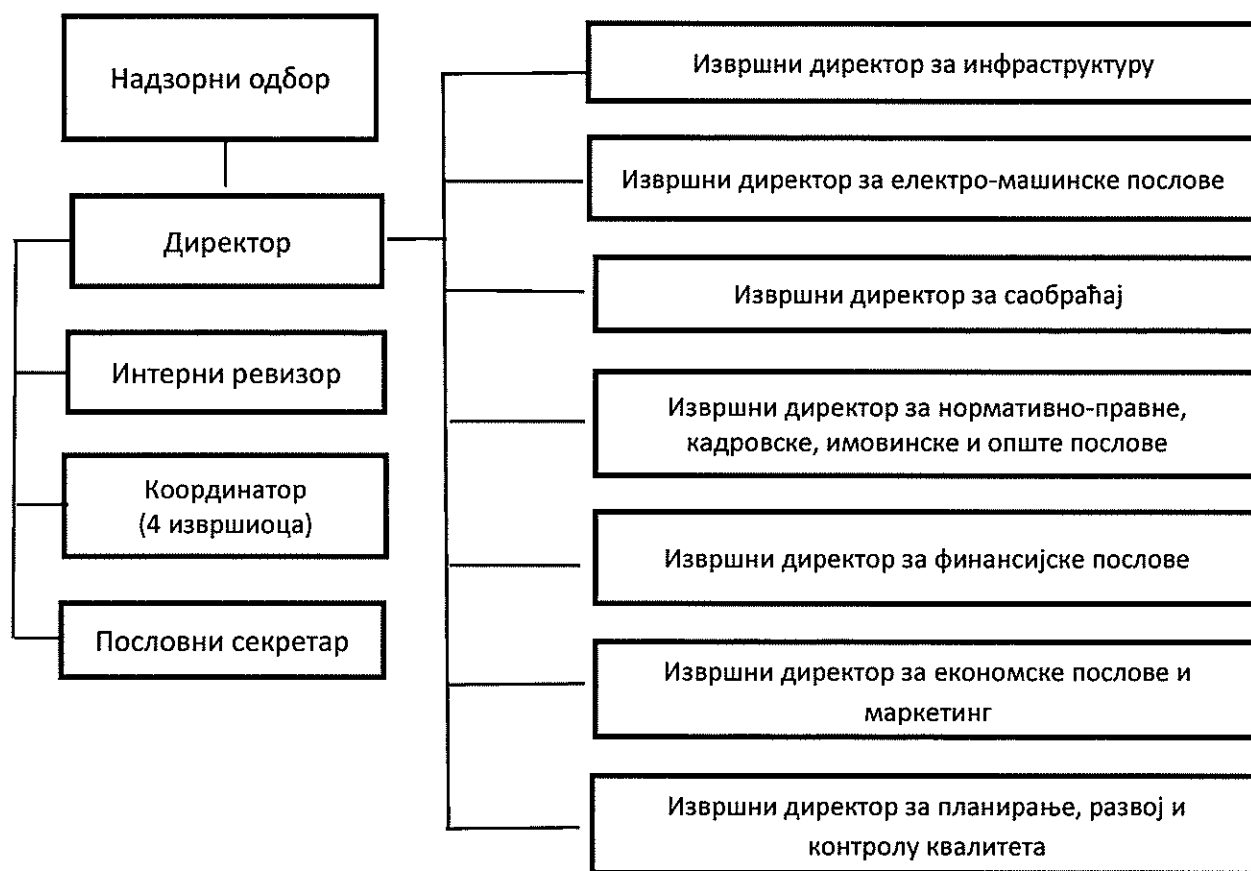 Надзорни одбор
Директор
Интерни ревизор
Координатор
(4 извршиоца)
Пословни секретар
Извршни директор за инфраструктуру
Извршни директор за електро-машинске послове
Извршни директор за саобраћај
Извршни директор за нормативно-правне,
кадровске, имовинске и опште послове
Извршни директор за финансијске послове
Извршни директор за економске послове и
маркетинг
Извршни директор за планирање, развој и
контролу квалитета